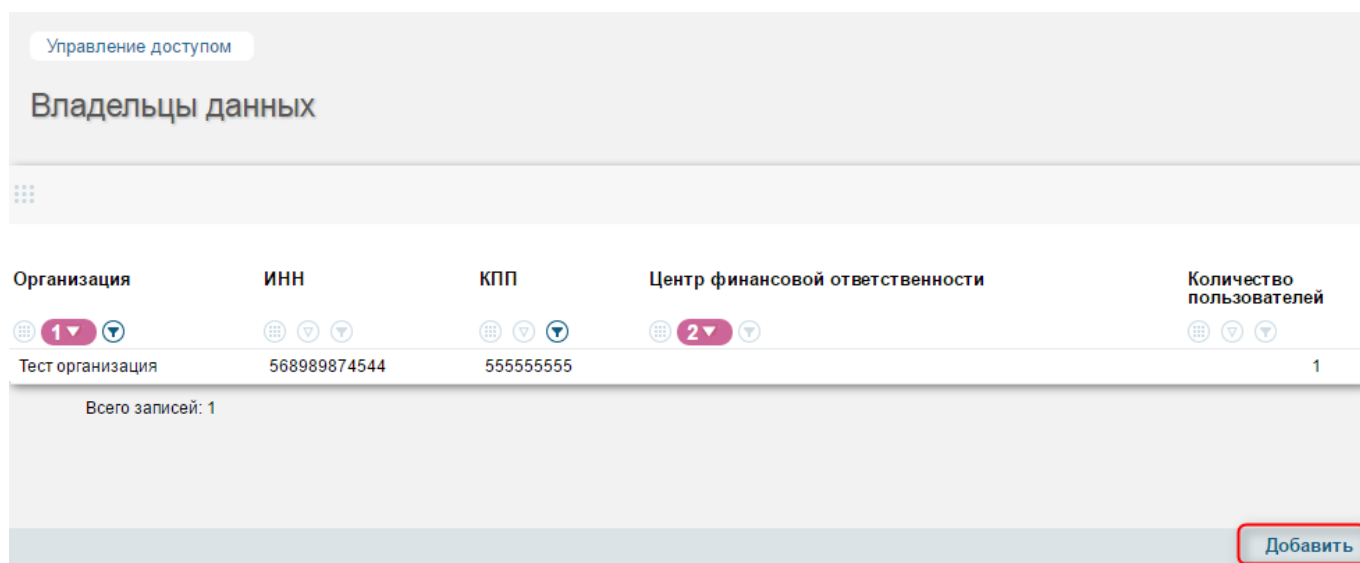 Управление доступом
Владельцы данных
Организация ИНН КПП Центр финансовой ответственности Количество пользователей
1 2
Тест организация 568989874544 555555555 1
Всего записей: 1
Добавить